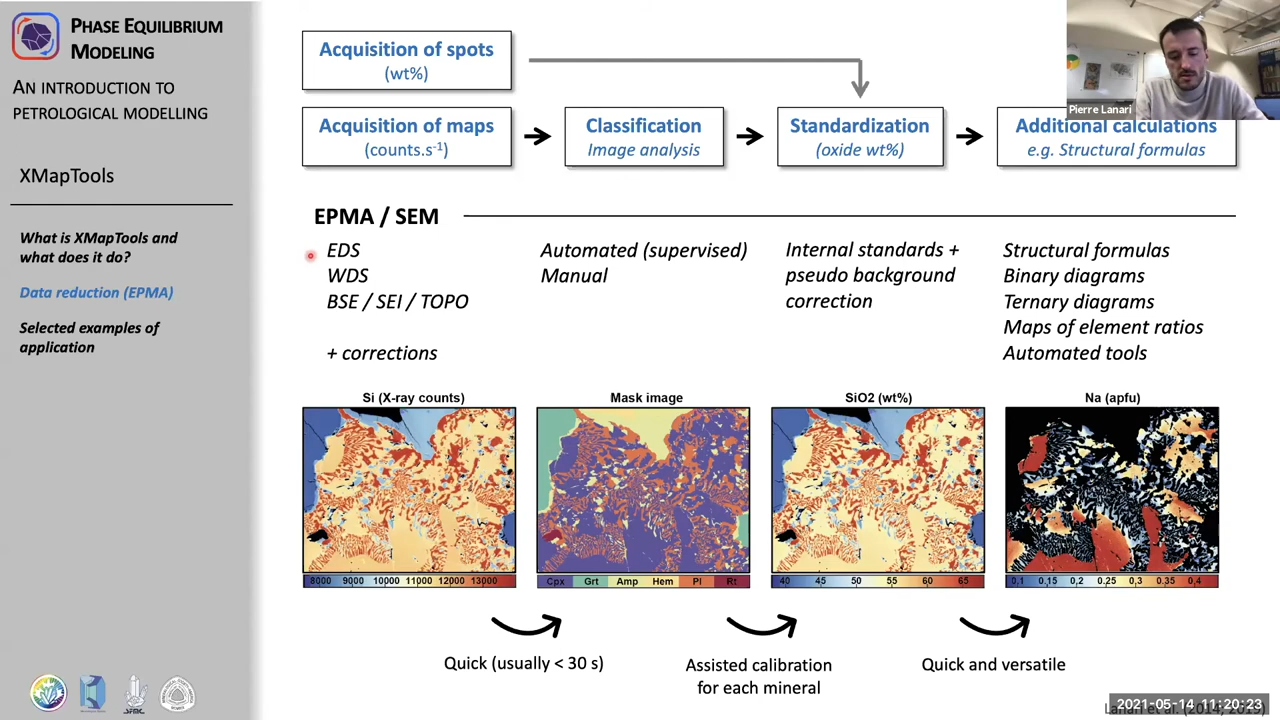 PHASE EQUILIBRIUM
MODELING
AN INTRODUCTION TO
PETROLOGICAL MODELLING
XMapTools
What is XMapTools and
what does it do?
Data reduction (EPMA)
Selected examples of
application
Acquisition of spots
(wt%)
Acquisition of maps
(counts.s-1)
Classification
Image analysis
Standardization
(oxide wt%)
Additional calculations
e.g. Structural formulas
Pierre Lanari
EPMA / SEM
EDS
WDS
BSE / SEI / TOPO
+ corrections
Automated (supervised)
Manual
Internal standards +
pseudo background
correction
Structural formulas
Binary diagrams
Ternary diagrams
Maps of element ratios
Automated tools
Si (X-ray counts)
8000 9000 10000 11000 12000 13000
Mask image
Cpx Grt Amp Hem Pl Rt
SiO2 (wt%)
40 45 50 55 60 65
Na (apfu)
0,1 0,15 0,2 0,25 0,3 0,35 0,4
Quick (usually < 30 s)
Assisted calibration
for each mineral
Quick and versatile
2021-05-14 11:20:23